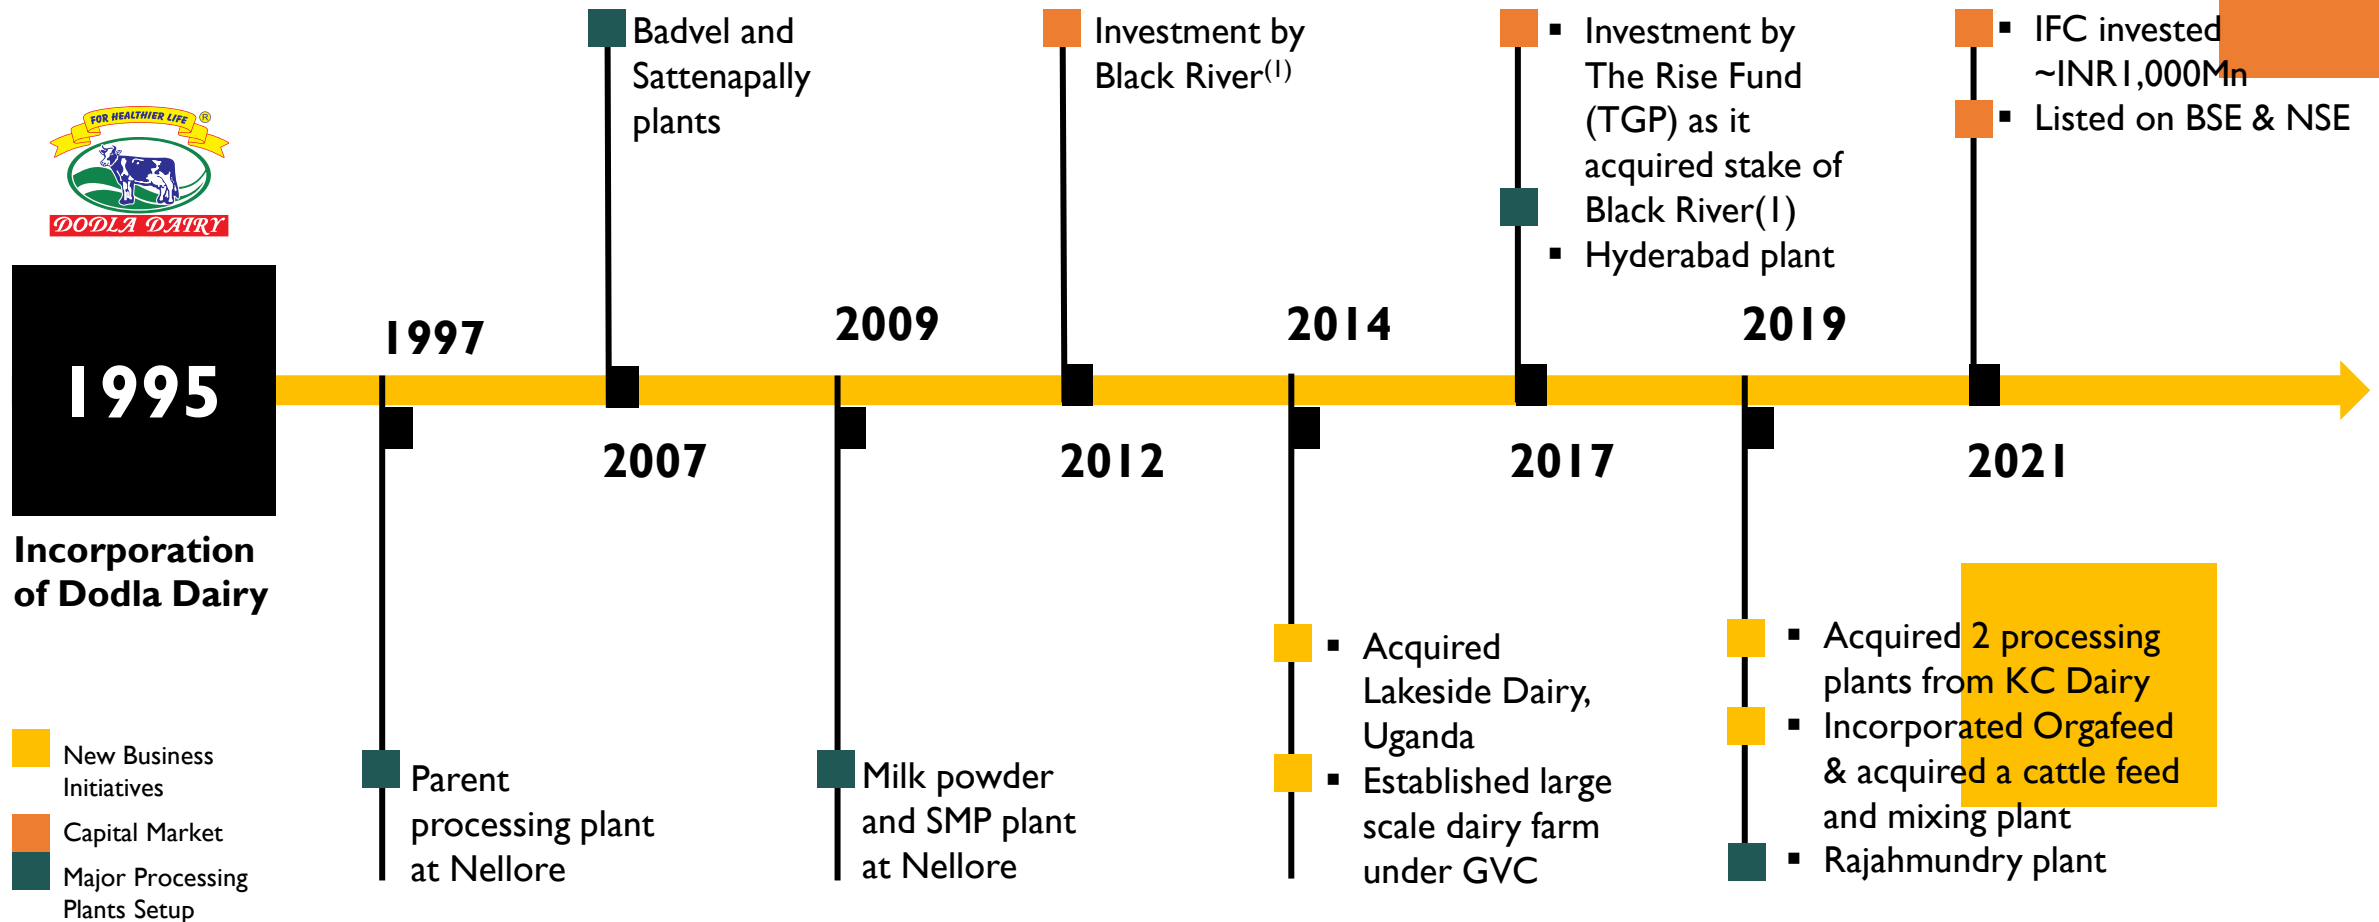 FOR HEALTHIER LIFE ®
DODLA DAIRY
1995
Incorporation
of Dodla Dairy
1997
Parent
processing plant
at Nellore
Badvel and
Sattenapally
plants
2007
2009
Milk powder
and SMP plant
at Nellore
Investment by
Black River(1)
2012
2014
▪ Acquired
Lakeside Dairy,
Uganda
▪ Established large
scale dairy farm
under GVC
▪ Investment by
The Rise Fund
(TGP) as it
acquired stake of
Black River(1)
▪ Hyderabad plant
2017
2019
▪ Acquired 2 processing
plants from KC Dairy
▪ Incorporated Orgafeed
& acquired a cattle feed
and mixing plant
▪ Rajahmundry plant
▪ IFC invested
~INR1,000Mn
▪ Listed on BSE & NSE
2021
New Business
Initiatives
Capital Market
Major Processing
Plants Setup